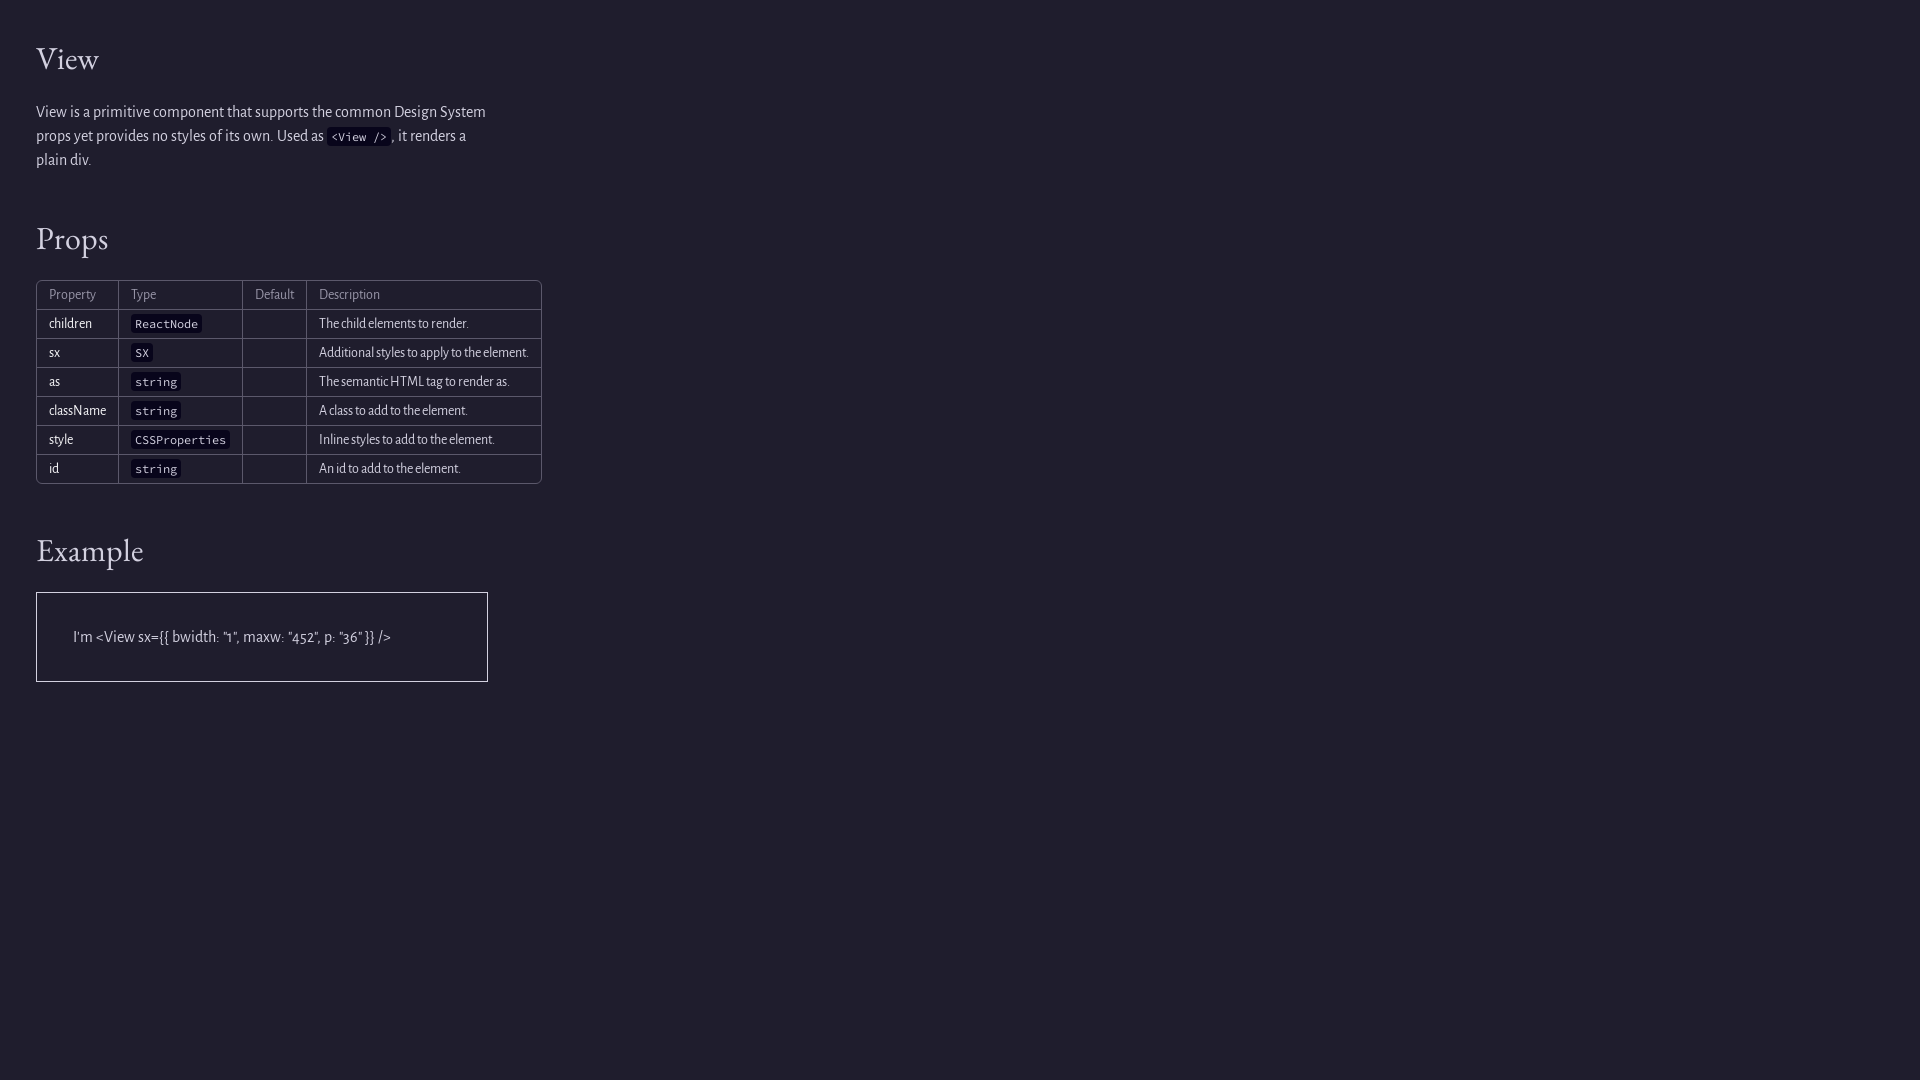 View
View is a primitive component that supports the common Design System
props yet provides no styles of its own. Used as <View />, it renders a
plain div.
Props
Property Type Default Description
children ReactNode The child elements to render.
sx SX Additional styles to apply to the element.
as string The semantic HTML tag to render as.
className string A class to add to the element.
style CSSProperties Inline styles to add to the element.
id string An id to add to the element.
Example
I'm <View sx={{ bwidth: "1", maxw: "452", p: "36" }} />